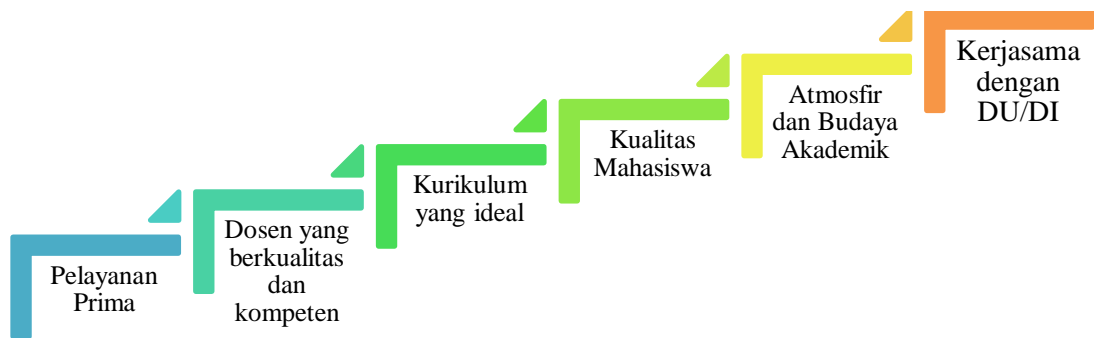 Pelayanan
Prima
Dosen yang
berkualitas
dan
kompeten
Kurikulum
yang ideal
Kualitas
Mahasiswa
Atmosfir
dan Budaya
Akademik
Kerjasama
dengan
DU/DI